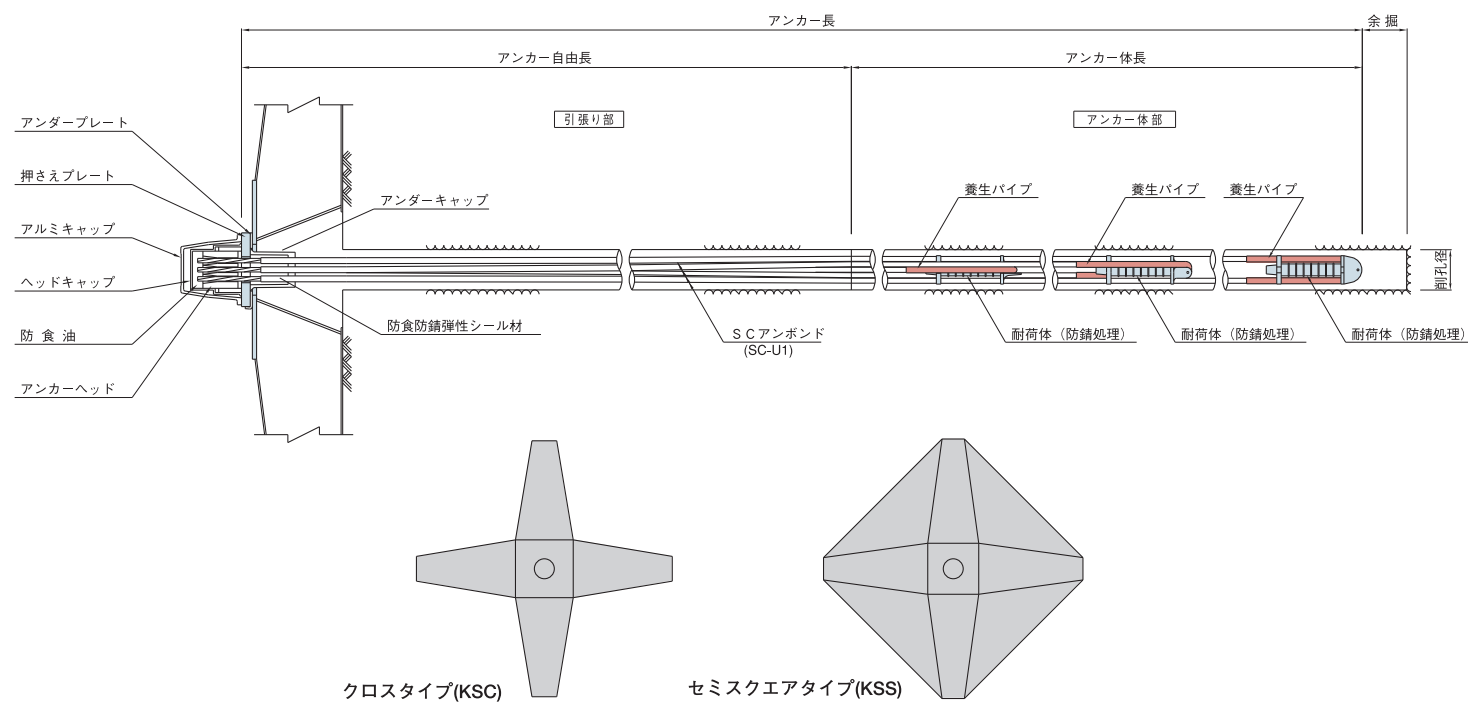 アンカー長
余掘
アンカー自由長
アンカー体長
引張り部
アンカー体部
アンダープレート
押さえプレート
アルミキャップ
ヘッドキャップ
防食油
アンカーヘッド
アンダーキャップ
防食防錆弾性シール材
SCアンボンド
(SC-U1)
養生パイプ
養生パイプ
養生パイプ
耐荷体（防錆処理）
耐荷体（防錆処理）
耐荷体（防錆処理）
削孔径
クロスタイプ(KSC)
セミスクエアタイプ(KSS)